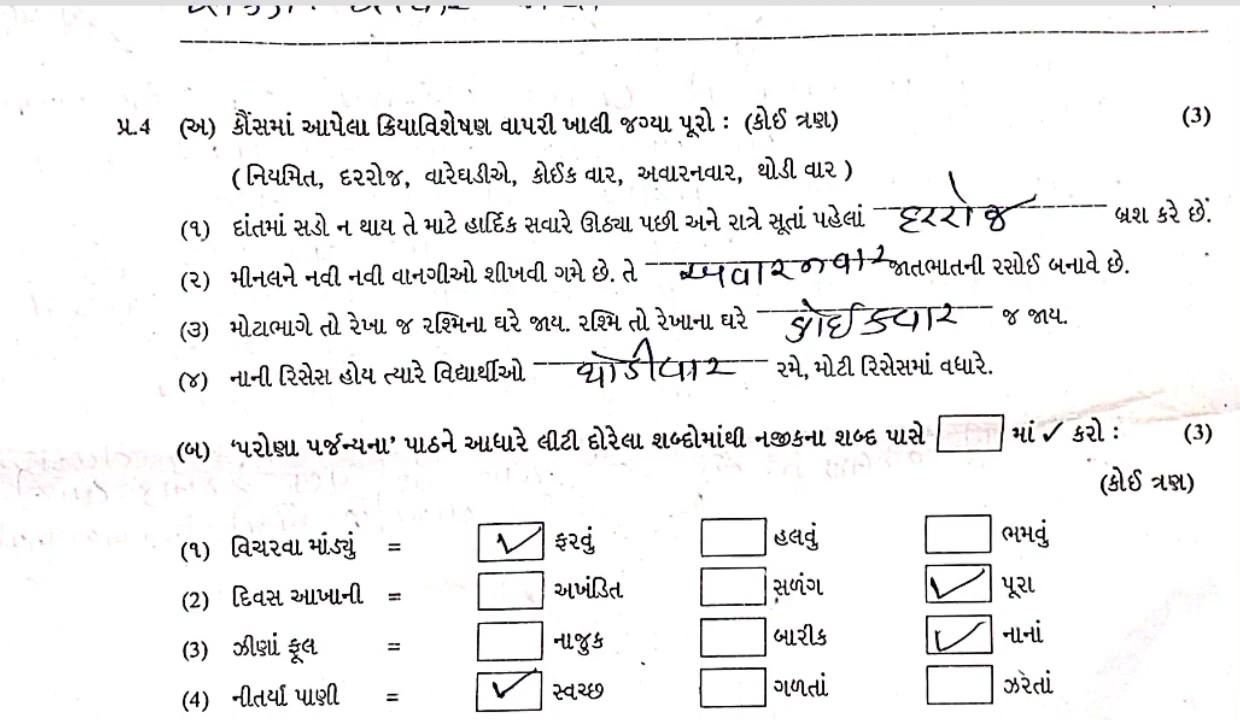 પ્ર.4 (અ) કૌંસમાં આપેલા ક્રિયાવિશેષણ વાપરી ખાલી જગ્યા પૂરો : (કોઈ ત્રણ) (3)
(નિયમિત, દરરોજ, વારેઘડીએ, કોઈક વાર, અવારનવાર, થોડી વાર)
(૧) દાંતમાં સડો ન થાય તે માટે હાર્દિક સવારે ઊઠ્યા પછી અને રાત્રે સૂતાં પહેલાં દરરોજ બ્રશ કરે છે.
(૨) મીનલને નવી નવી વાનગીઓ શીખવી ગમે છે. તે અવારનવાર જાતભાતની રસોઈ બનાવે છે.
(૩) મોટાભાગે તો રેખા જ રશ્મિના ઘરે જાય. રશ્મિ તો રેખાના ઘરે કોઈકવાર જ જાય.
(૪) નાની રિસેસ હોય ત્યારે વિદ્યાર્થીઓ થોડીવાર રમે, મોટી રિસેસમાં વધારે.
(બ) 'પરોણા પર્જન્યના' પાઠને આધારે લીટી દોરેલા શબ્દોમાંથી નજીકના શબ્દ પાસે માં ✓ કરો : (3)
(કોઈ ત્રણ)
(૧) વિચરવા માંડ્યું = ✓ ફરવું હલવું ભમવું
(2) દિવસ આખાની = અખંડિત સળંગ ✓ પૂરા
(3) ઝીણાં ફૂલ = નાજુક બારીક ✓ નાનાં
(4) નીતર્યા પાણી = ✓ સ્વચ્છ ગળતાં ઝરેતાં